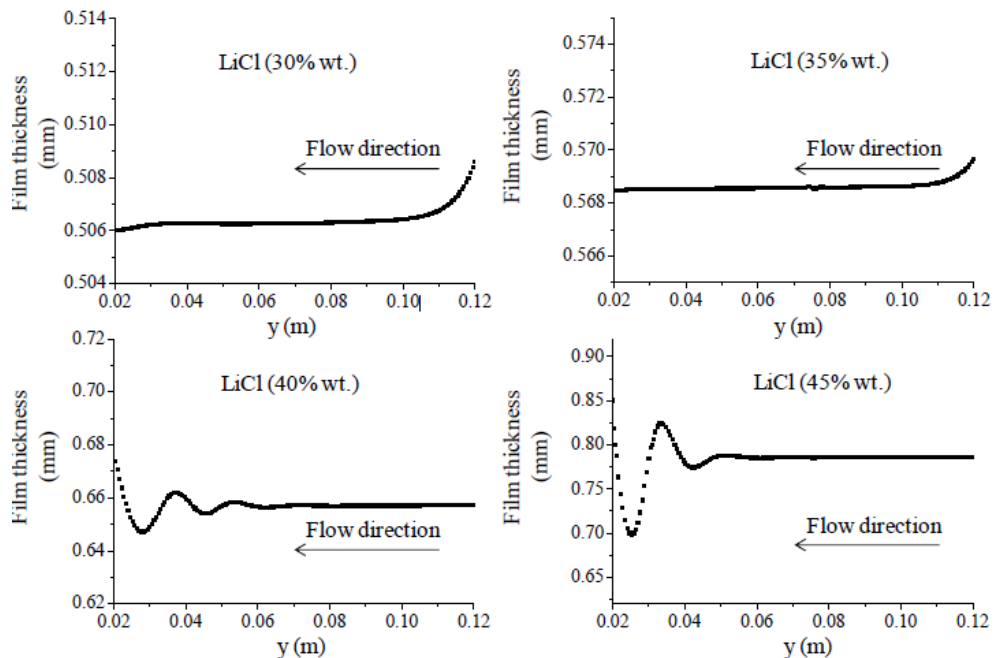 0.514
0.512
0.510
0.508
0.506
0.504
Film thickness
(mm)
LiCl (30% wt.)
Flow direction
0.02 0.04 0.06 0.08 0.10 0.12
y (m)
0.574
0.572
0.570
0.568
0.566
Film thickness
(mm)
LiCl (35% wt.)
Flow direction
0.02 0.04 0.06 0.08 0.10 0.12
y (m)
0.72
0.70
0.68
0.66
0.64
0.62
Film thickness
(mm)
LiCl (40% wt.)
Flow direction
0.02 0.04 0.06 0.08 0.10 0.12
y (m)
0.90
0.85
0.80
0.75
0.70
0.65
Film thickness
(mm)
LiCl (45% wt.)
Flow direction
0.02 0.04 0.06 0.08 0.10 0.12
y (m)